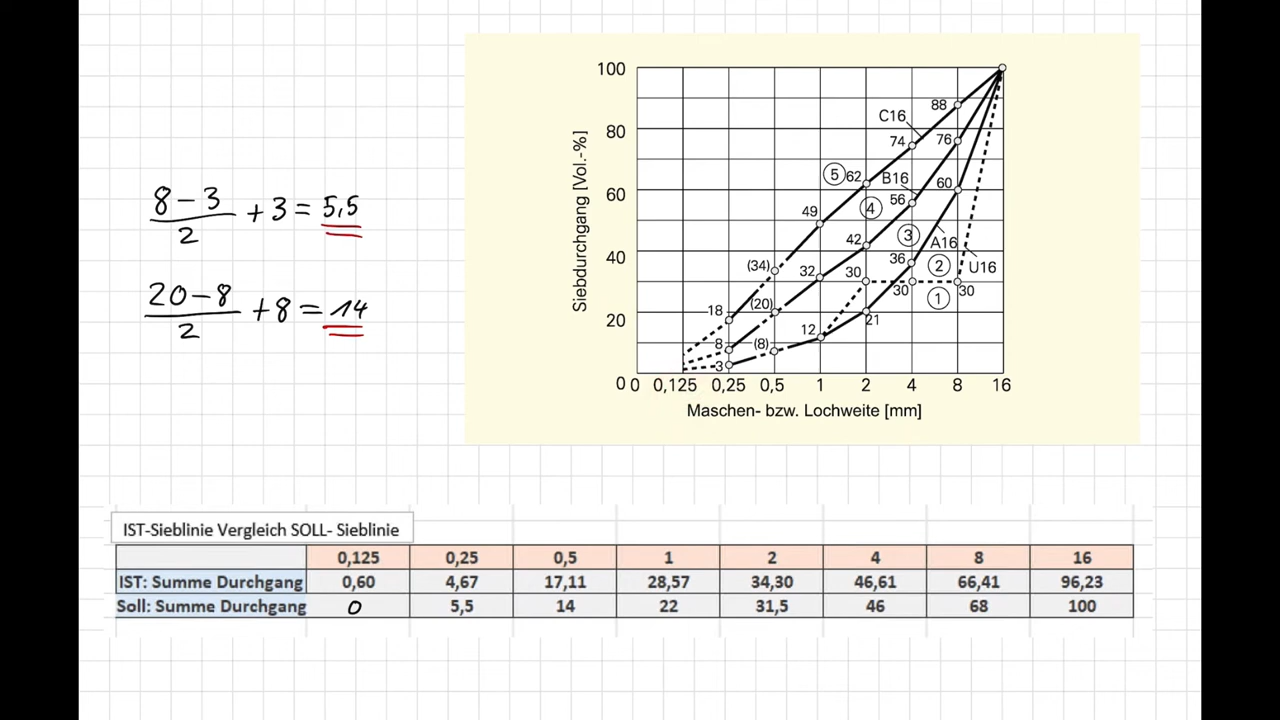 8 - 3 / 2 + 3 = 5,5
20 - 8 / 2 + 8 = 14
Siebdurchgang [Vol.-%]
100
80
60
40
20
0
0 0,125 0,25 0,5 1 2 4 8 16
Maschen- bzw. Lochweite [mm]
C16
B16
A16
U16
18 (34) 49 62 74 88
8 (20) 32 42 56 76
3 (8) 12 21 36 60
30 30 30
5
4
3
2
1
IST-Sieblinie Vergleich SOLL- Sieblinie
0,125 0,25 0,5 1 2 4 8 16
IST: Summe Durchgang 0,60 4,67 17,11 28,57 34,30 46,61 66,41 96,23
Soll: Summe Durchgang 0 5,5 14 22 31,5 46 68 100